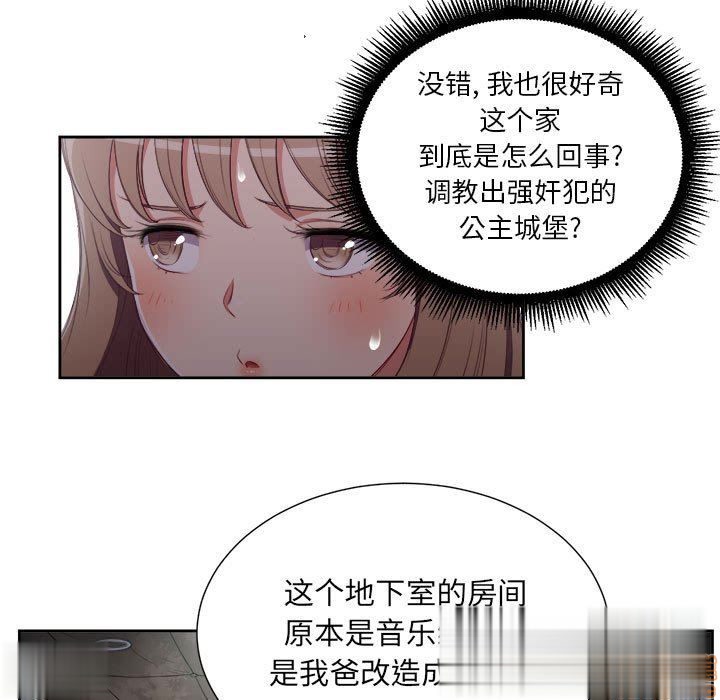 没错, 我也很好奇
这个家
到底是怎么回事?
调教出强奸犯的
公主城堡?
这个地下室的房间
原本是音乐
是我爸改造成